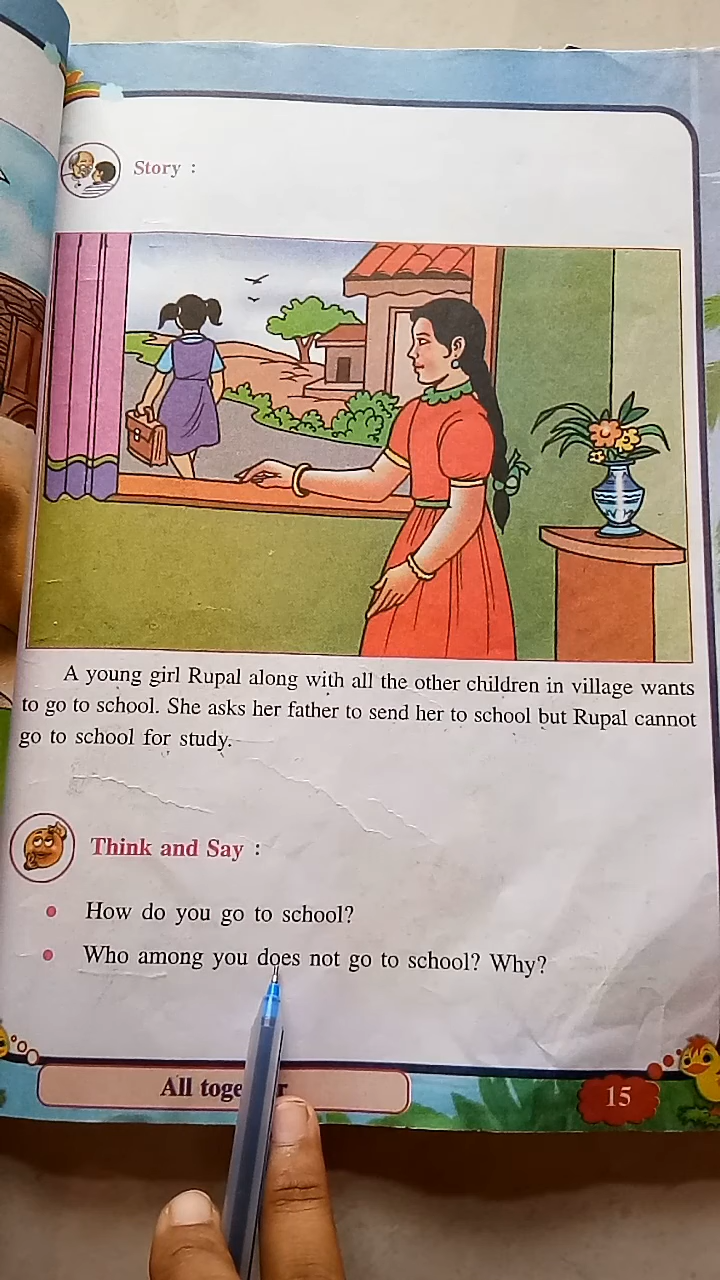 Story :
A young girl Rupal along with all the other children in village wants
to go to school. She asks her father to send her to school but Rupal cannot
go to school for study.
Think and Say :
• How do you go to school?
• Who among you does not go to school? Why?
All
15